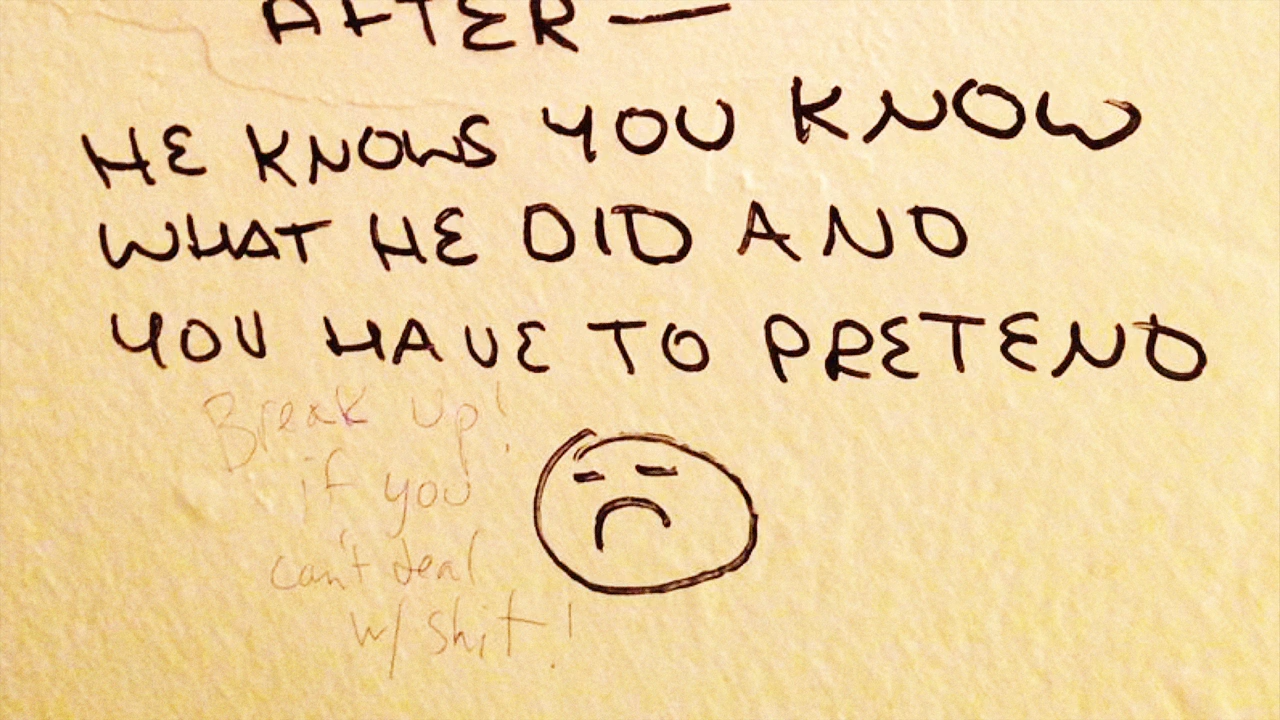 AFTER—
HE KNOWS YOU KNOW
WHAT HE DID AND
YOU HAVE TO PRETEND
Break up!
if you
can't deal
w/ shit!